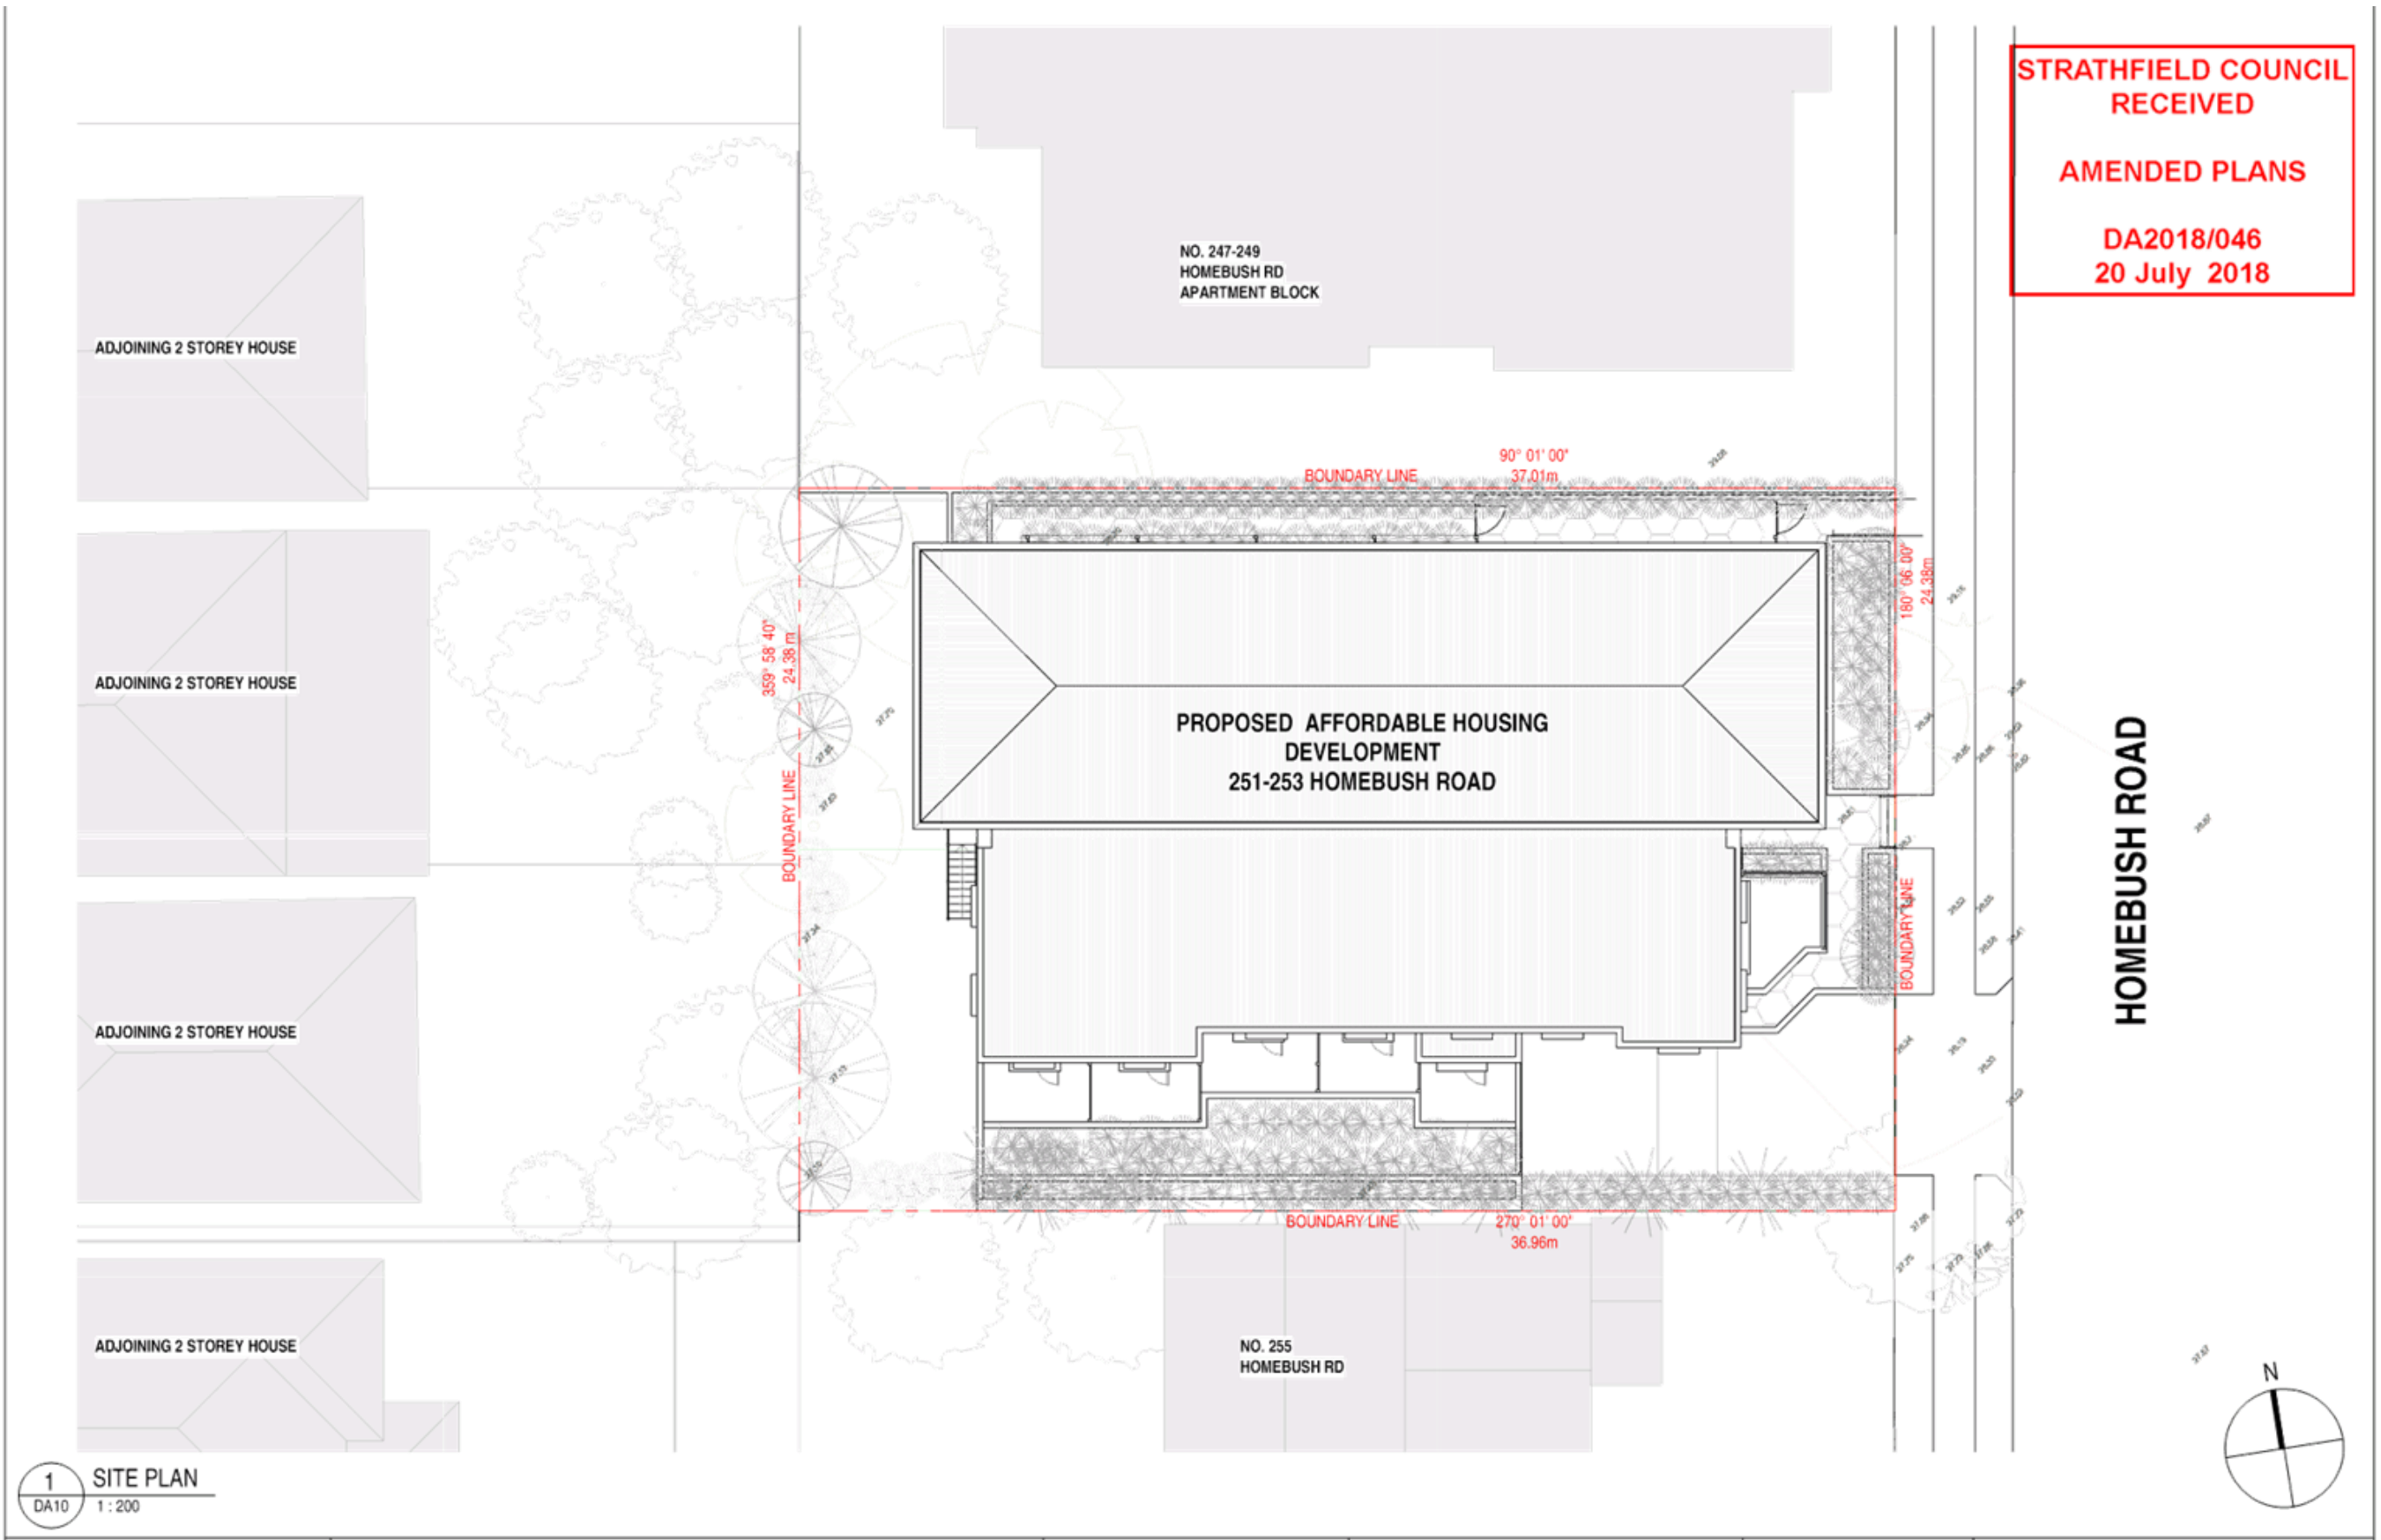 STRATHFIELD COUNCIL
RECEIVED
AMENDED PLANS
DA2018/046
20 July 2018
NO. 247-249
HOMEBUSH RD
APARTMENT BLOCK
ADJOINING 2 STOREY HOUSE
90° 01' 00"
BOUNDARY LINE
37.01m
180° 06' 00"
24.38m
359° 58' 40"
24.38 m
ADJOINING 2 STOREY HOUSE
PROPOSED AFFORDABLE HOUSING
DEVELOPMENT
251-253 HOMEBUSH ROAD
BOUNDARY LINE
BOUNDARY LINE
HOMEBUSH ROAD
37.70
ADJOINING 2 STOREY HOUSE
BOUNDARY LINE
270° 01' 00"
36.96m
ADJOINING 2 STOREY HOUSE
NO. 255
HOMEBUSH RD
N
1
DA10
SITE PLAN
1 : 200